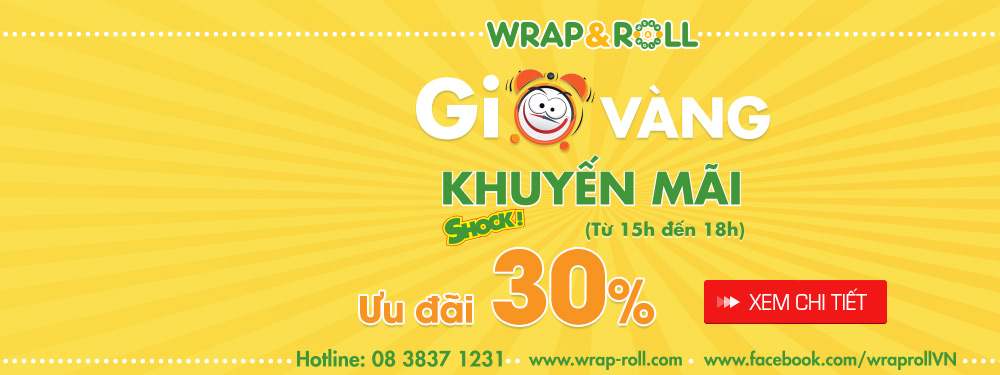 WRAP&ROLL
Giờ VÀNG
KHUYẾN MÃI
SHOCK!
(Từ 15h đến 18h)
Ưu đãi 30%
XEM CHI TIẾT
Hotline: 08 3837 1231 www.wrap-roll.com www.facebook.com/wraprollVN